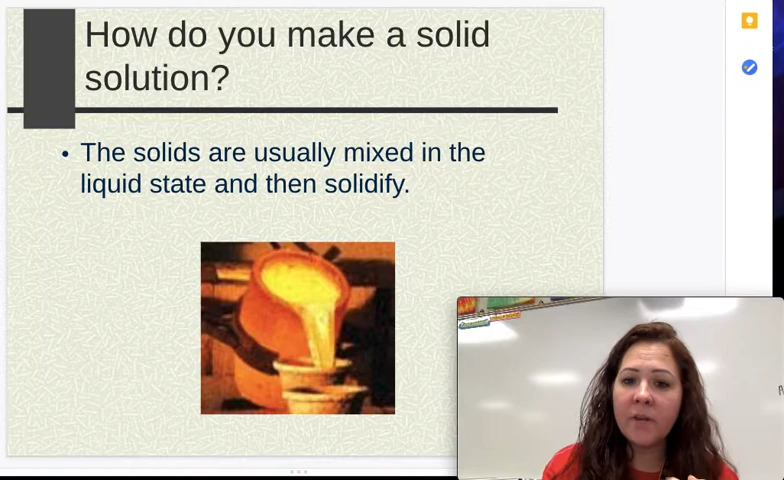 How do you make a solid
solution?
• The solids are usually mixed in the
liquid state and then solidify.